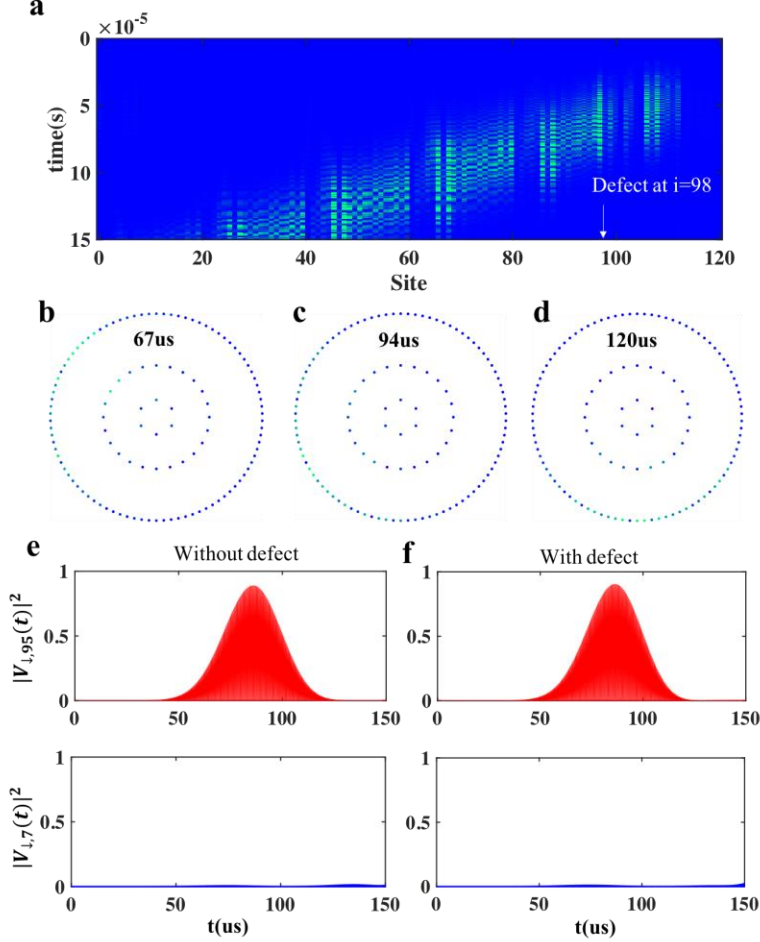 a
×10⁻⁵
0
5
10
15
time(s)
Defect at i=98
0 20 40 60 80 100 120
Site
b c d
67us 94us 120us
e f
Without defect With defect
1 1
0.5 0.5
0 0
|V↓,95(t)|²
0 50 100 150 0 50 100 150
1 1
0.5 0.5
0 0
|V↓,7(t)|²
0 50 100 150 0 50 100 150
t(us) t(us)